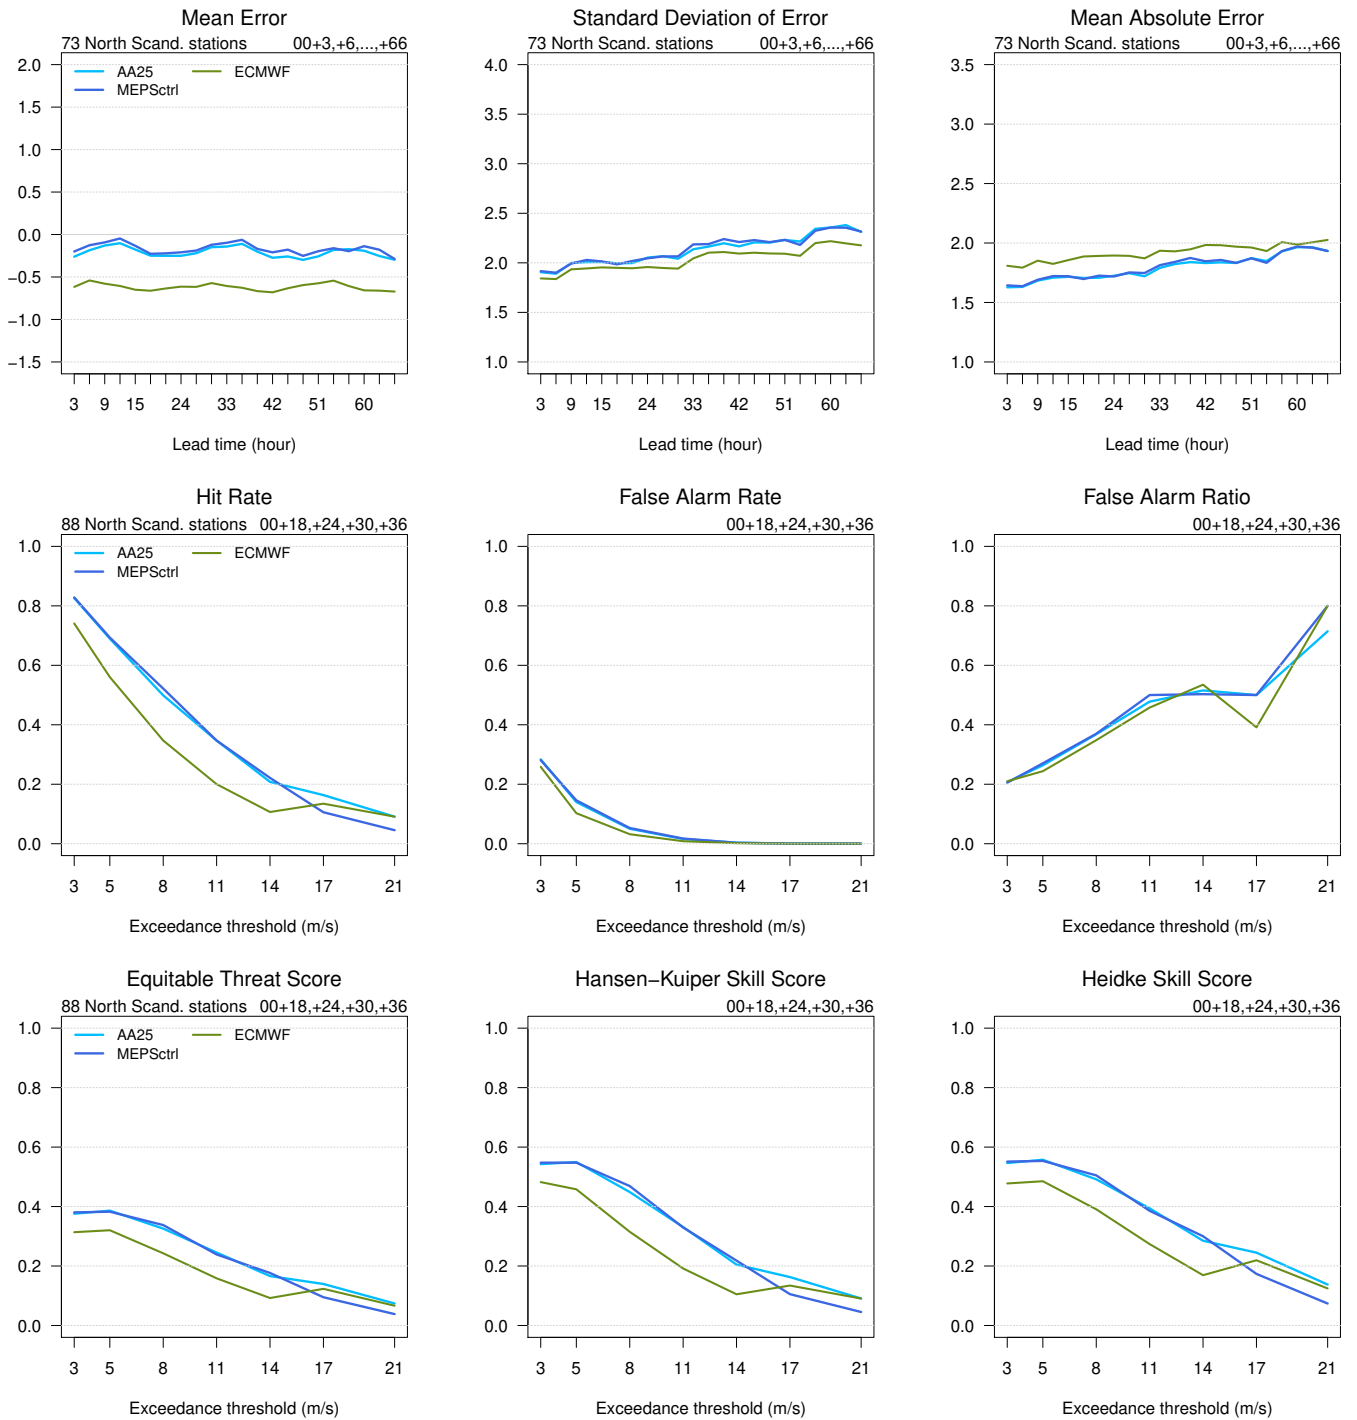 Mean Error
73 North Scand. stations 00+3,+6,...,+66
AA25 ECMWF
MEPSctrl
2.0
1.5
1.0
0.5
0.0
−0.5
−1.0
−1.5
3 9 15 24 33 42 51 60
Lead time (hour)
Standard Deviation of Error
73 North Scand. stations 00+3,+6,...,+66
4.0
3.5
3.0
2.5
2.0
1.5
1.0
3 9 15 24 33 42 51 60
Lead time (hour)
Mean Absolute Error
73 North Scand. stations 00+3,+6,...,+66
3.5
3.0
2.5
2.0
1.5
1.0
3 9 15 24 33 42 51 60
Lead time (hour)
Hit Rate
88 North Scand. stations 00+18,+24,+30,+36
AA25 ECMWF
MEPSctrl
1.0
0.8
0.6
0.4
0.2
0.0
3 5 8 11 14 17 21
Exceedance threshold (m/s)
False Alarm Rate
00+18,+24,+30,+36
1.0
0.8
0.6
0.4
0.2
0.0
3 5 8 11 14 17 21
Exceedance threshold (m/s)
False Alarm Ratio
00+18,+24,+30,+36
1.0
0.8
0.6
0.4
0.2
0.0
3 5 8 11 14 17 21
Exceedance threshold (m/s)
Equitable Threat Score
88 North Scand. stations 00+18,+24,+30,+36
AA25 ECMWF
MEPSctrl
1.0
0.8
0.6
0.4
0.2
0.0
3 5 8 11 14 17 21
Exceedance threshold (m/s)
Hansen−Kuiper Skill Score
00+18,+24,+30,+36
1.0
0.8
0.6
0.4
0.2
0.0
3 5 8 11 14 17 21
Exceedance threshold (m/s)
Heidke Skill Score
00+18,+24,+30,+36
1.0
0.8
0.6
0.4
0.2
0.0
3 5 8 11 14 17 21
Exceedance threshold (m/s)